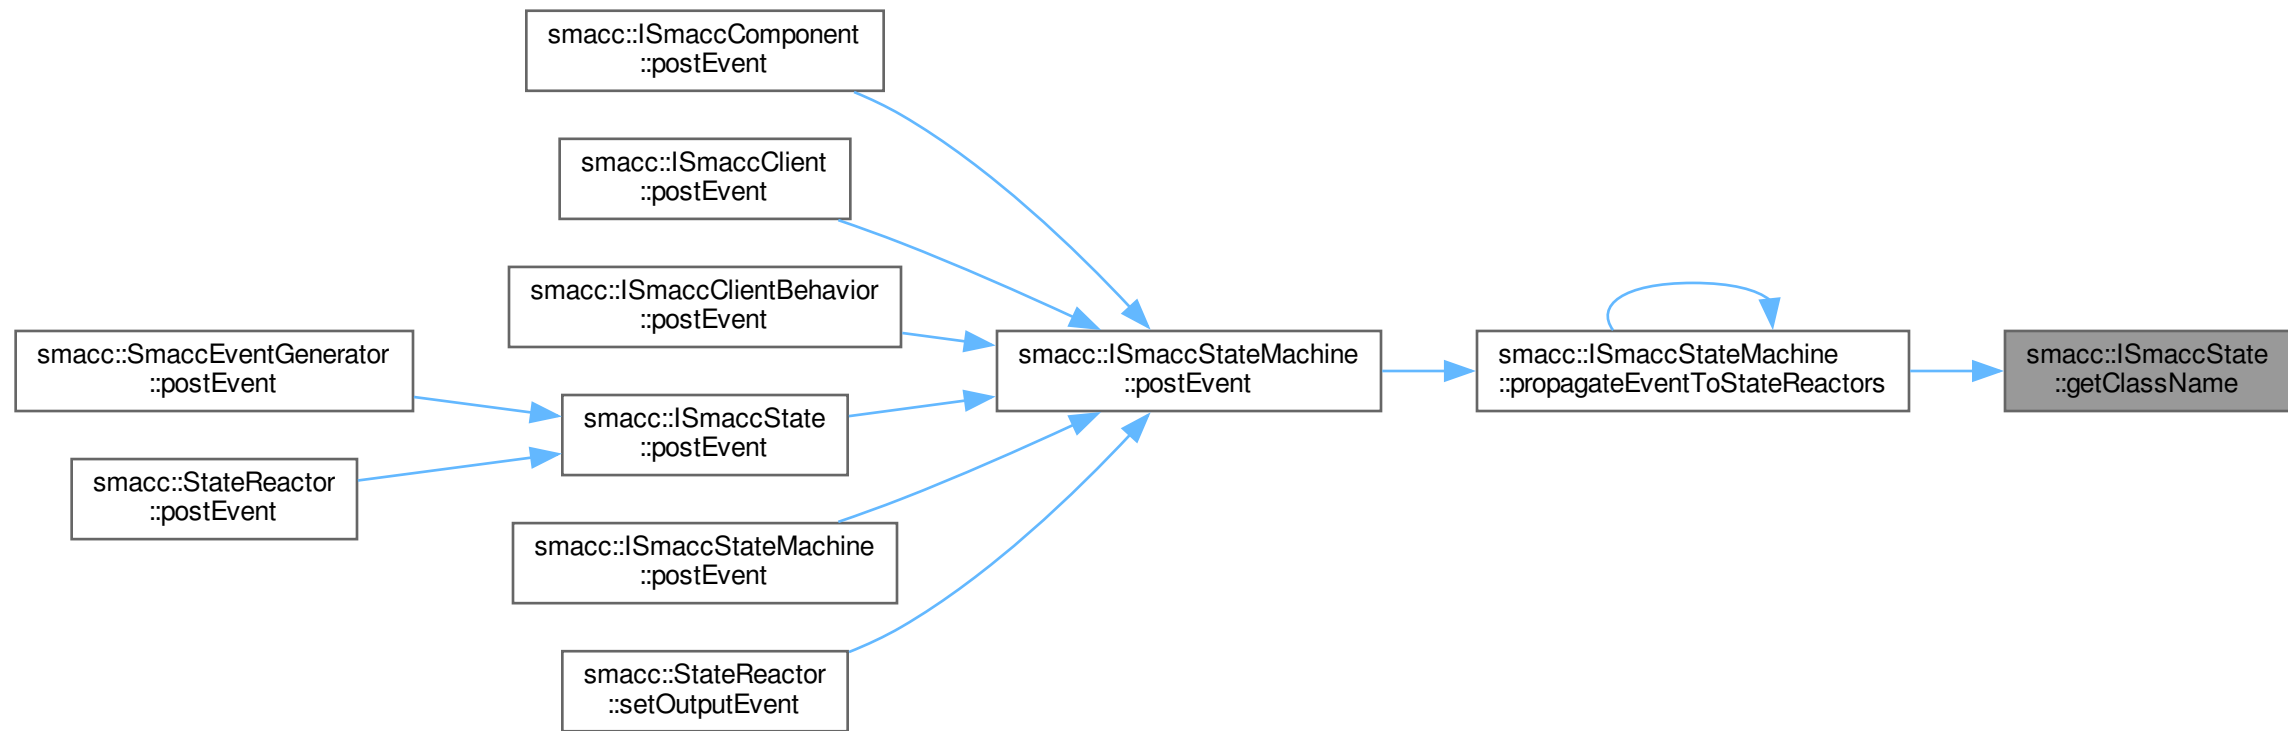 smacc::ISmaccComponent
::postEvent
smacc::ISmaccClient
::postEvent
smacc::ISmaccClientBehavior
::postEvent
smacc::SmaccEventGenerator
::postEvent
smacc::ISmaccStateMachine
::postEvent
smacc::ISmaccStateMachine
::propagateEventToStateReactors
smacc::ISmaccState
::getClassName
smacc::ISmaccState
::postEvent
smacc::StateReactor
::postEvent
smacc::ISmaccStateMachine
::postEvent
smacc::StateReactor
::setOutputEvent